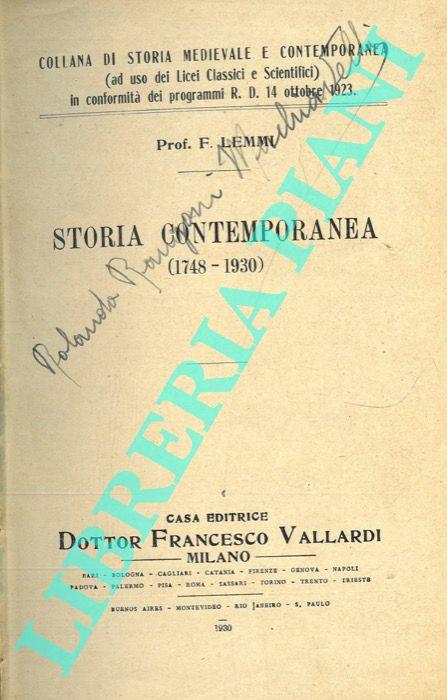 COLLANA DI STORIA MEDIEVALE E CONTEMPORANEA
(ad uso dei Licei Classici e Scientifici)
in conformità dei programmi R. D. 14 ottobre 1923.
Prof. F. LEMMI
STORIA CONTEMPORANEA
(1748 - 1930)
Rolando
LIBRERIA PIANI
CASA EDITRICE
DOTTOR FRANCESCO VALLARDI
MILANO
BARI - BOLOGNA - CAGLIARI - CATANIA - FIRENZE - GENOVA - NAPOLI
PADOVA - PALERMO - PISA - ROMA - SASSARI - TORINO - TRENTO - TRIESTE
BUENOS AIRES - MONTEVIDEO - RIO JANEIRO - S. PAULO
1930